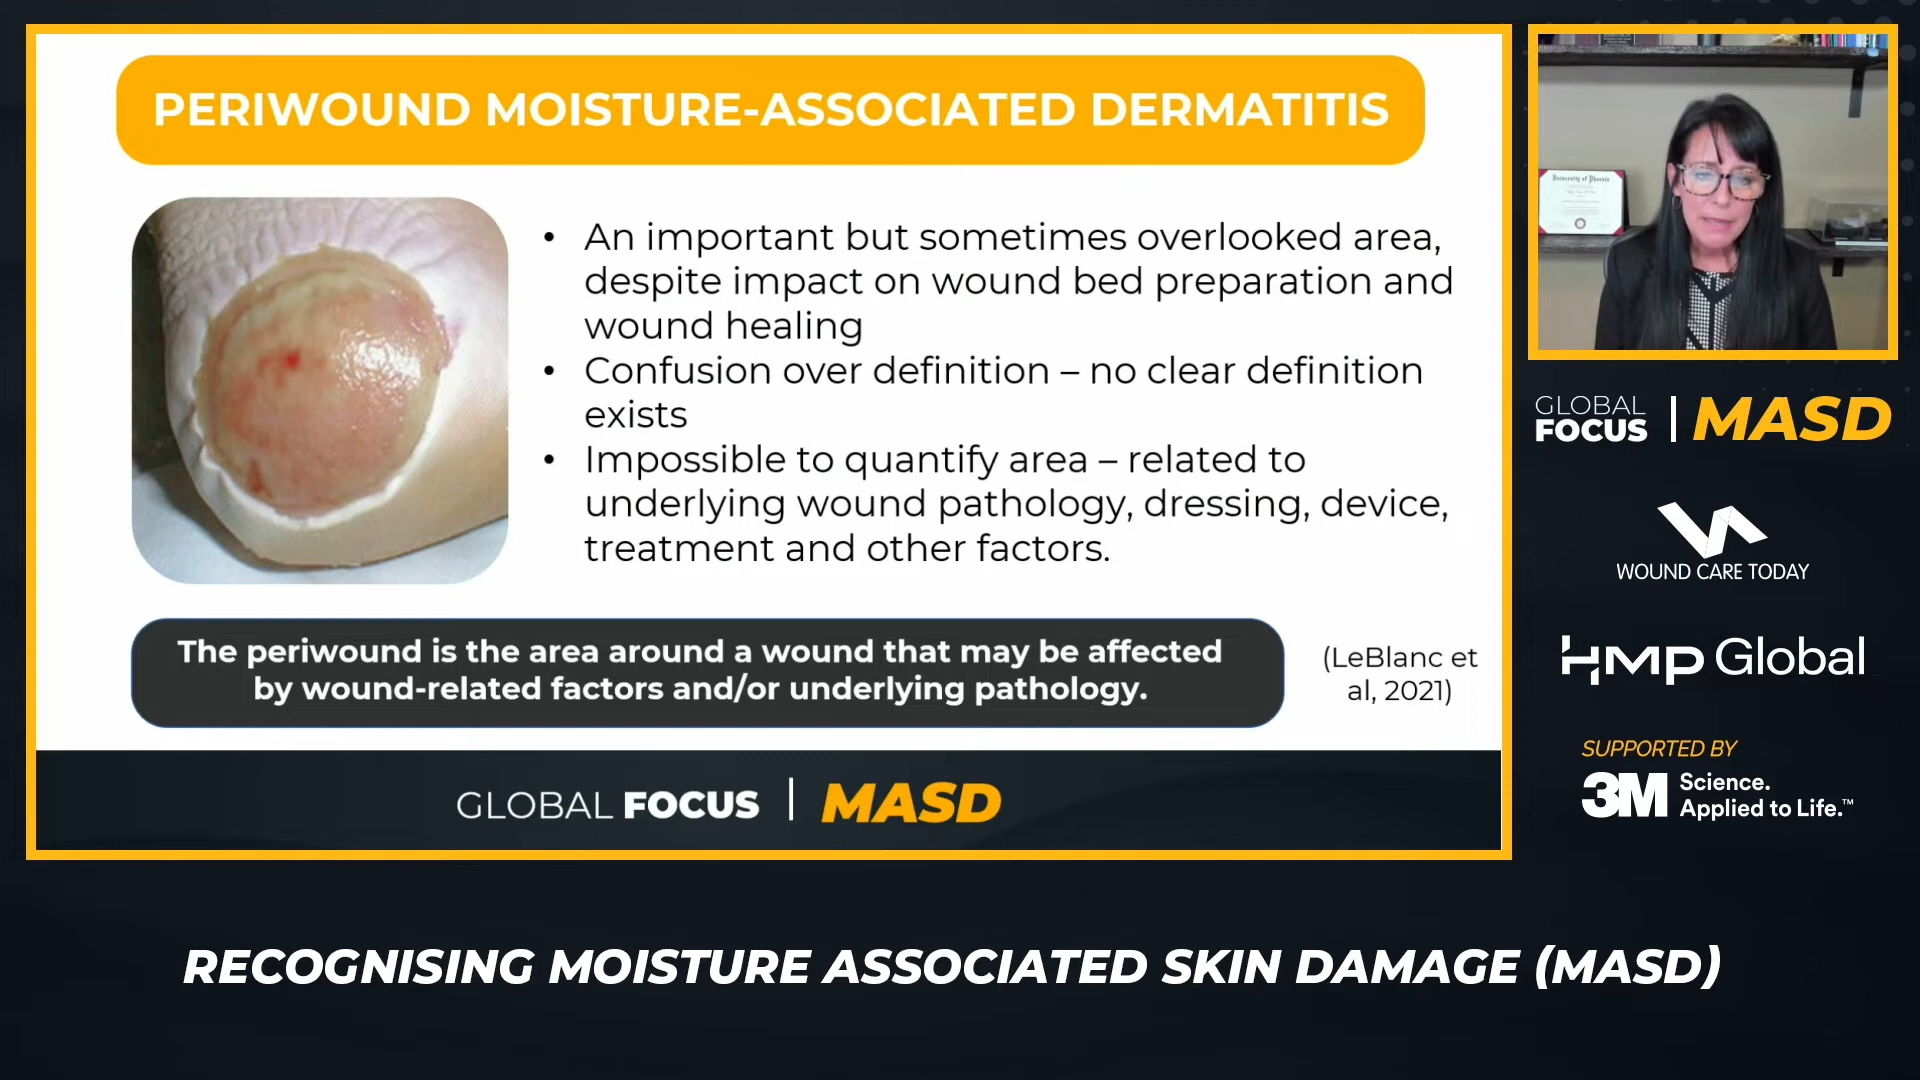 PERIWOUND MOISTURE-ASSOCIATED DERMATITIS
• An important but sometimes overlooked area,
despite impact on wound bed preparation and
wound healing
• Confusion over definition – no clear definition
exists
• Impossible to quantify area – related to
underlying wound pathology, dressing, device,
treatment and other factors.
The periwound is the area around a wound that may be affected
by wound-related factors and/or underlying pathology.
(LeBlanc et
al, 2021)
GLOBAL FOCUS | MASD
University of Phoenix
GLOBAL
FOCUS | MASD
WOUND CARE TODAY
HMP Global
SUPPORTED BY
3M Science.
Applied to Life.™
RECOGNISING MOISTURE ASSOCIATED SKIN DAMAGE (MASD)